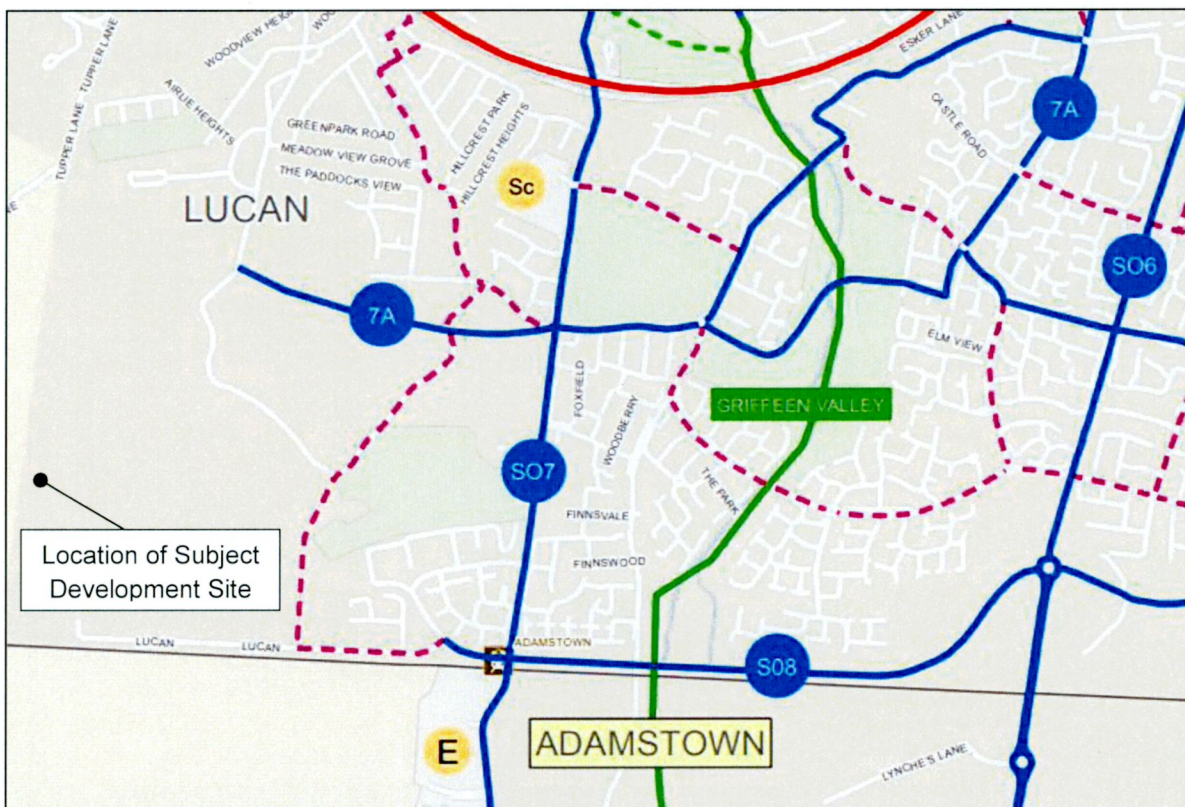 WOODVIEW HEIG
WOO
TUPPER LANE TUPPER LANE
AIRLIE HEIGHTS
GREENPARK ROAD
MEADOW VIEW GROVE
THE PADDOCKS VIEW
HILLCREST PARK
HILLCREST HEIGHTS
ESKER LANE
CASTLE ROAD
7A
Sc
LUCAN
SO6
7A
ELM VIEW
FOXFIELD
GRIFFEEN VALLEY
WOODBERRY
SO7
THE PARK
FINNSVALE
Location of Subject
Development Site
FINNSWOOD
LUCAN
LUCAN
ADAMSTOWN
S08
E
ADAMSTOWN
LYNCHE'S LANE